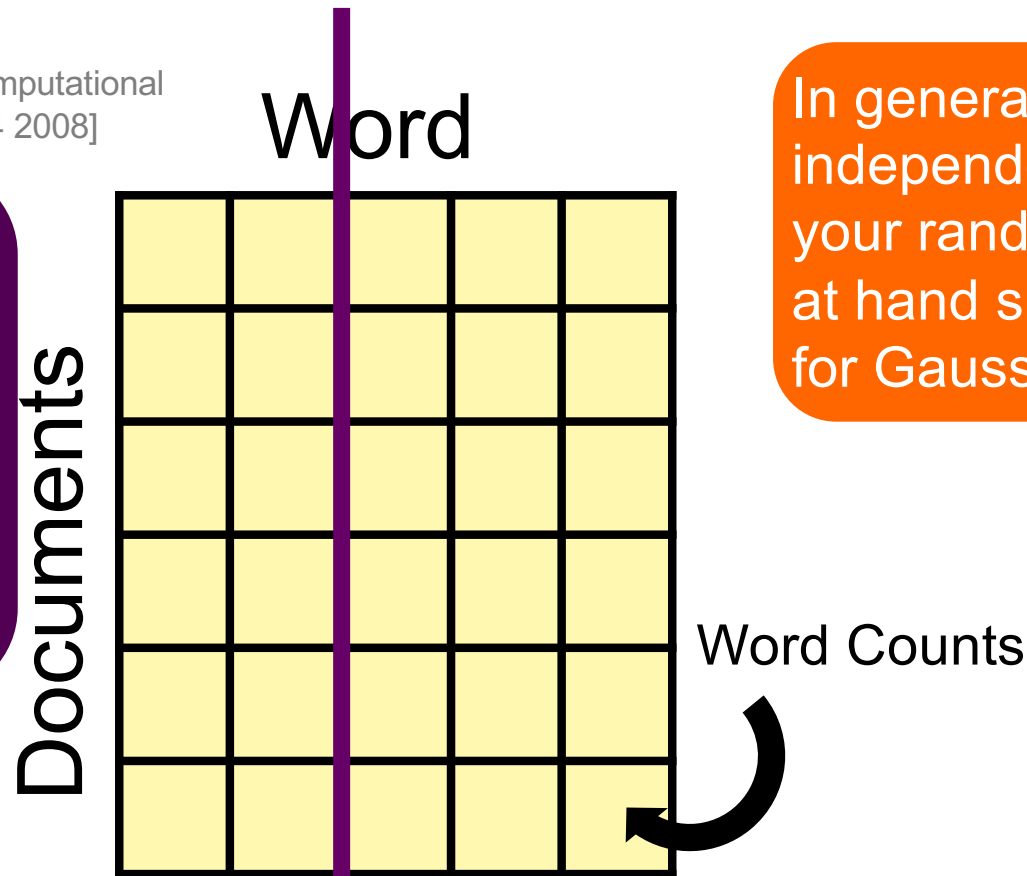 mputational
2008]
Word
In genera
independ
your rand
at hand s
for Gauss
Documents
Word Counts